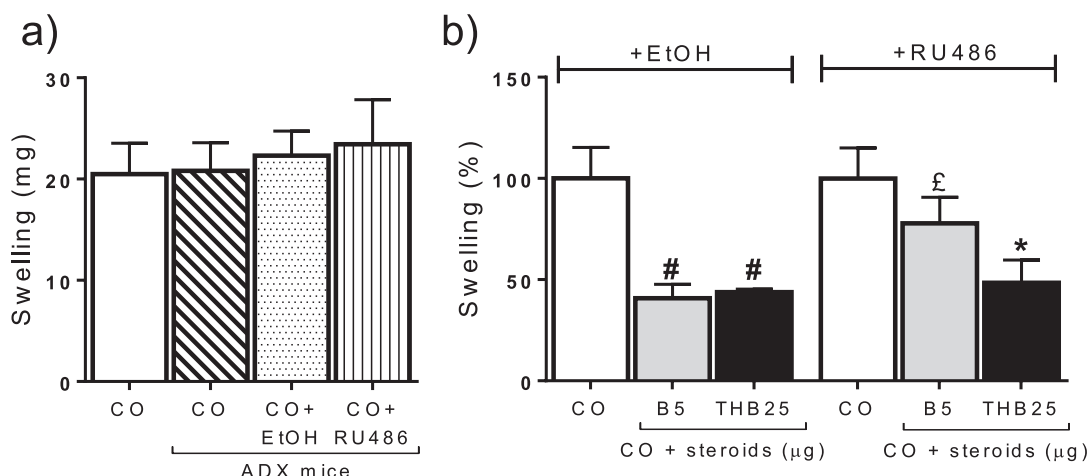 a)
Swelling (mg)
30
20
10
0
CO
CO
CO+
EtOH
CO+
RU486
ADX mice
b)
Swelling (%)
150
100
50
0
+EtOH
+RU486
#
#
£
*
CO
B5
THB25
CO
B5
THB25
CO + steroids (µg)
CO + steroids (µg)